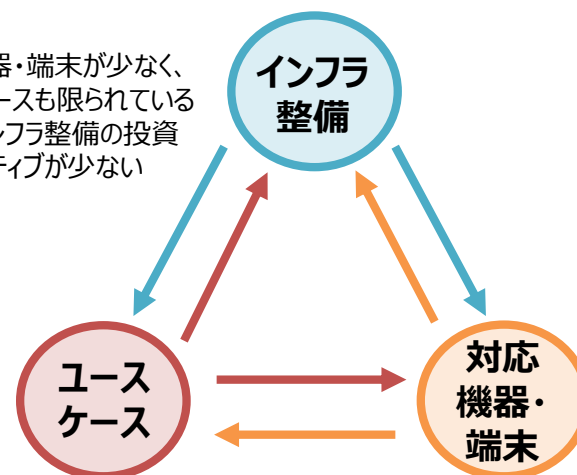 器・端末が少なく、
ースも限られている
フラ整備の投資
ティブが少ない
インフラ
整備
ユース
ケース
対応
機器・
端末